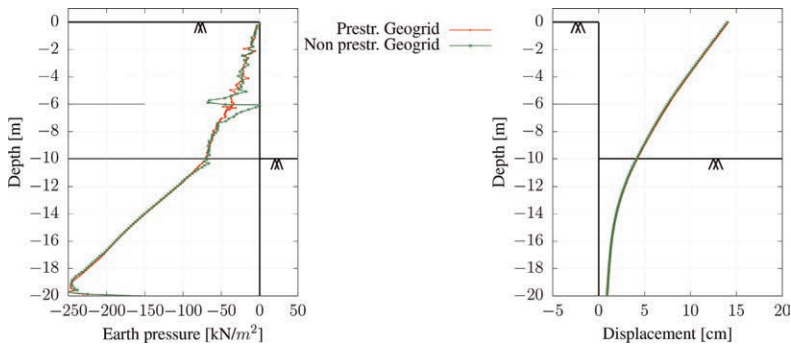 0
−2
−4
−6
−8
−10
−12
−14
−16
−18
−20
Depth [m]
−250 −200 −150 −100 −50 0 50
Earth pressure [kN/m²]
Prestr. Geogrid
Non prestr. Geogrid
0
−2
−4
−6
−8
−10
−12
−14
−16
−18
−20
Depth [m]
−5 0 5 10 15 20
Displacement [cm]